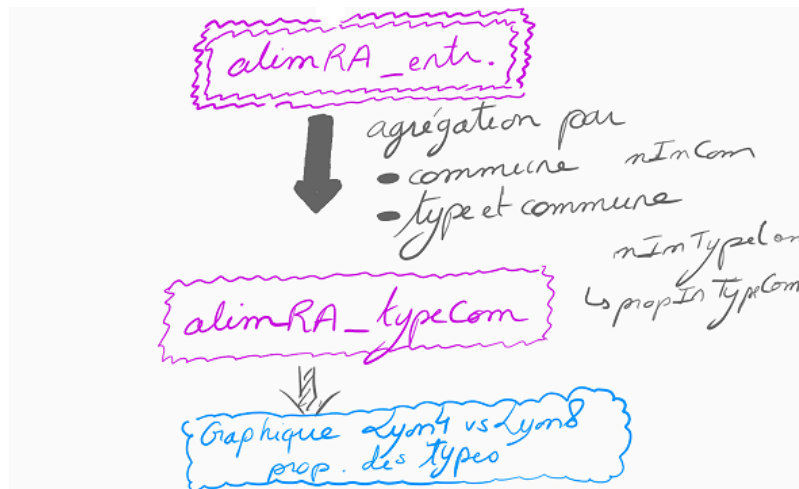 alimRA_entr.
agrégation par
• commune nInCom
• type et commune
nInTypeCom
↳ propInTypeCom
alimRA_typeCom
Graphique Lyon4 vs Lyon8
prop. des types